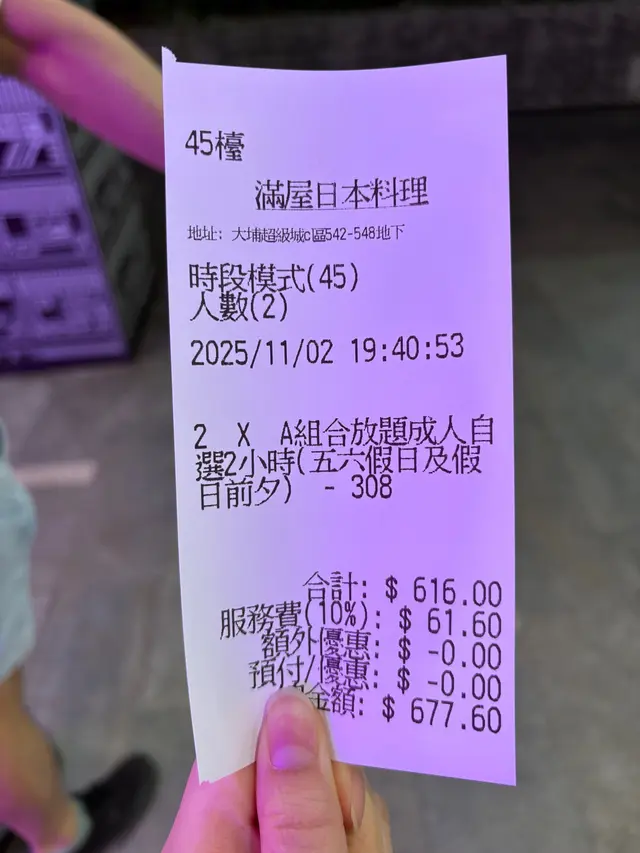 45檯
滿屋日本料理
地址: 大埔超級城c區542-548地下
時段模式(45)
人數(2)
2025/11/02 19:40:53
2 X A組合放題成人自
選2小時(五六假日及假
日前夕) - 308
合計: $ 616.00
服務費(10%): $ 61.60
額外優惠: $ -0.00
預付/優惠: $ -0.00
金額: $ 677.60